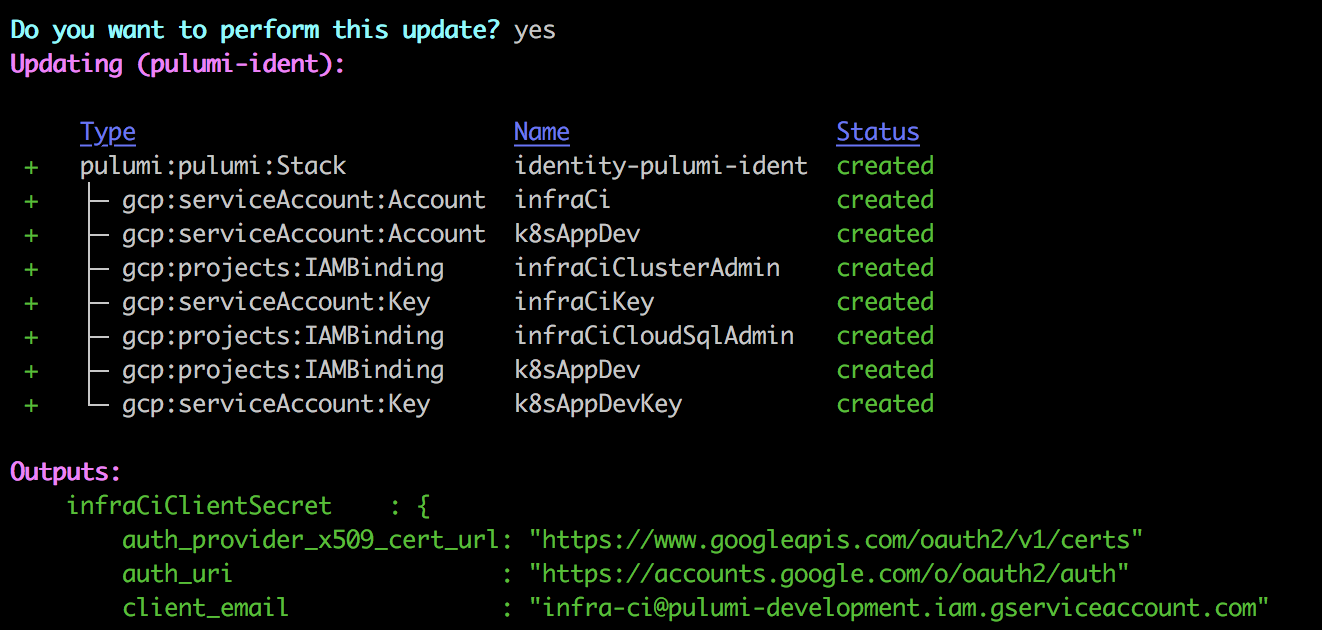 Do you want to perform this update? yes
Updating (pulumi-ident):
Type Name Status
+ pulumi:pulumi:Stack identity-pulumi-ident created
+ ├─ gcp:serviceAccount:Account infraCi created
+ ├─ gcp:serviceAccount:Account k8sAppDev created
+ ├─ gcp:projects:IAMBinding infraCiClusterAdmin created
+ ├─ gcp:serviceAccount:Key infraCiKey created
+ ├─ gcp:projects:IAMBinding infraCiCloudSqlAdmin created
+ ├─ gcp:projects:IAMBinding k8sAppDev created
+ └─ gcp:serviceAccount:Key k8sAppDevKey created
Outputs:
infraCiClientSecret : {
auth_provider_x509_cert_url: "https://www.googleapis.com/oauth2/v1/certs"
auth_uri : "https://accounts.google.com/o/oauth2/auth"
client_email : "infra-ci@pulumi-development.iam.gserviceaccount.com"